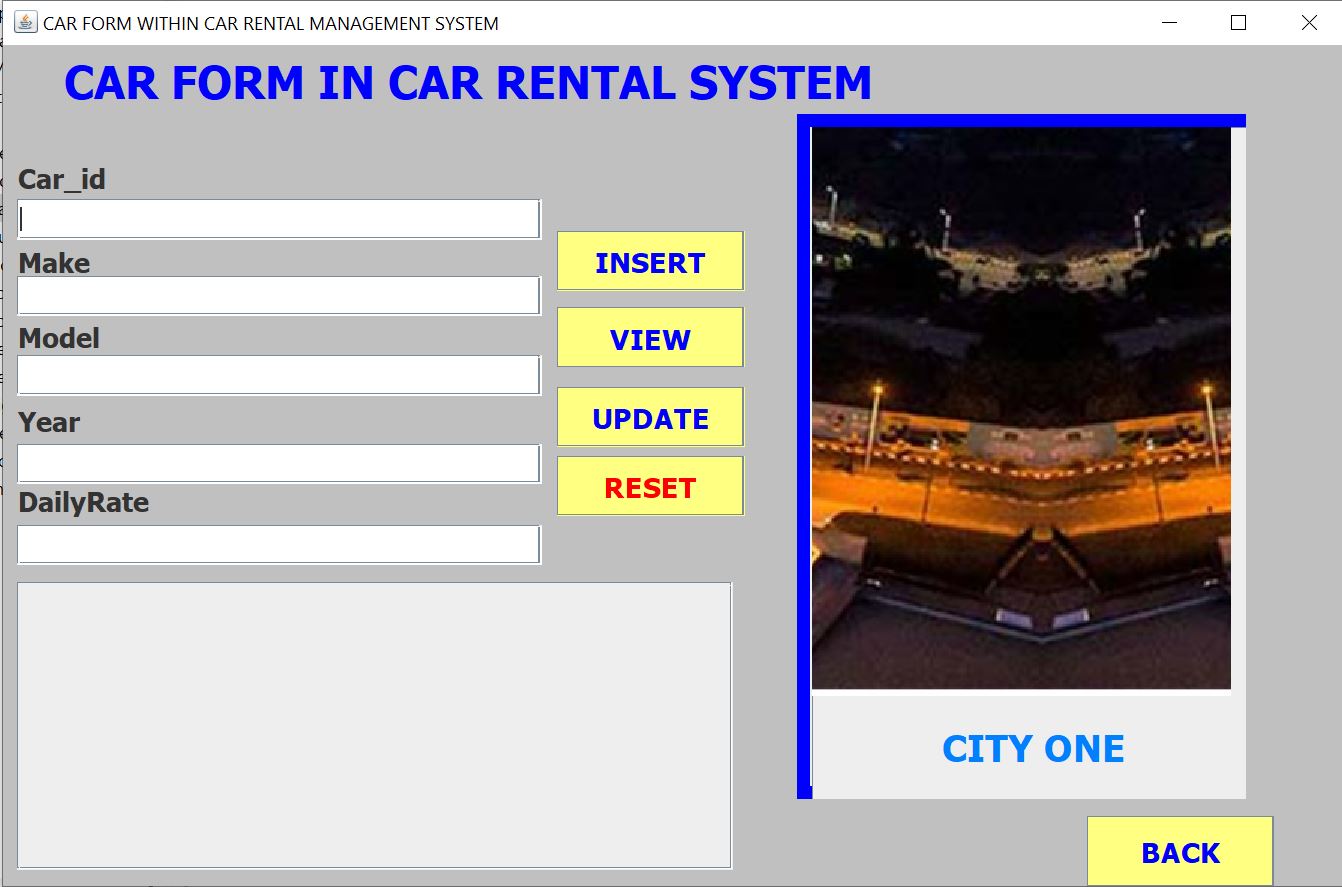 CAR FORM WITHIN CAR RENTAL MANAGEMENT SYSTEM
CAR FORM IN CAR RENTAL SYSTEM
Car_id
Make
Model
Year
DailyRate
INSERT
VIEW
UPDATE
RESET
CITY ONE
BACK